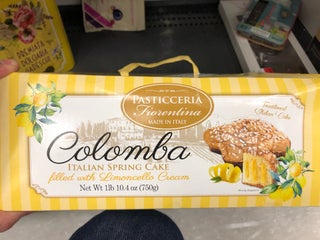 PASTICCERIA
Fiorentina
MADE IN ITALY
Traditional
Italian Cake
Colomba
ITALIAN SPRING CAKE
filled with Limoncello Cream
Net Wt 1lb 10.4 oz (750g)